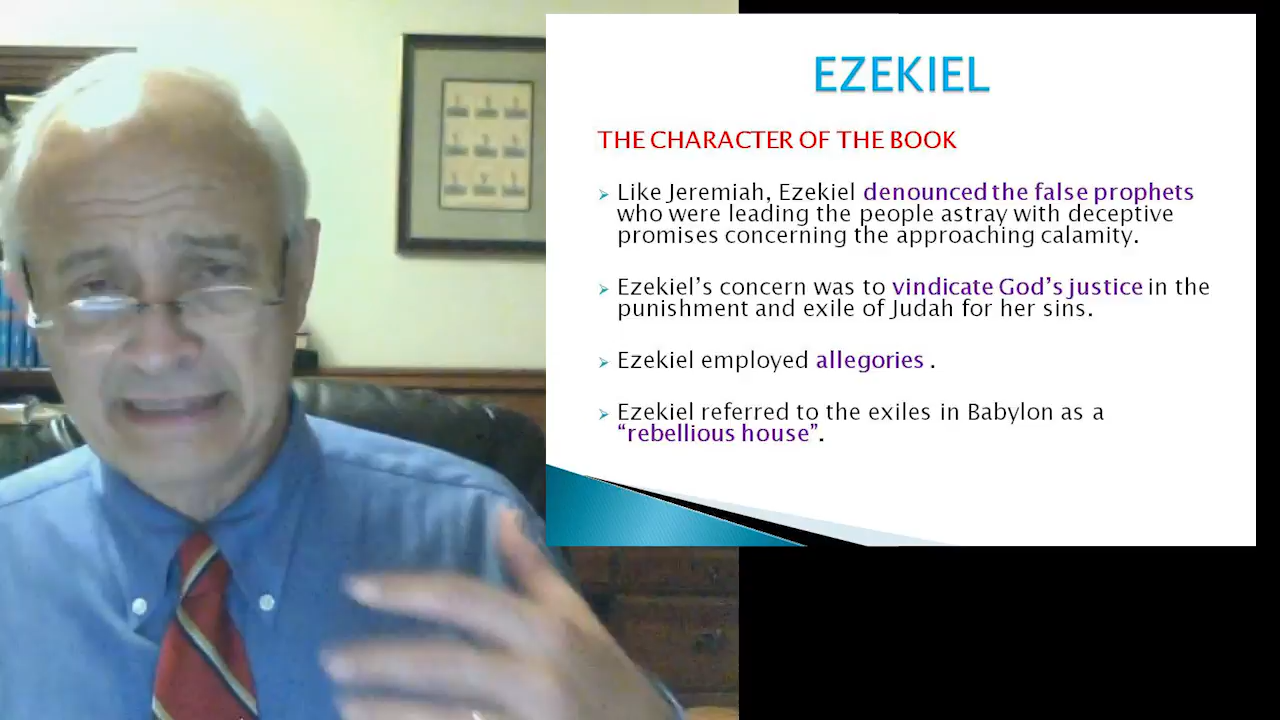 EZEKIEL
THE CHARACTER OF THE BOOK
Like Jeremiah, Ezekiel denounced the false prophets
who were leading the people astray with deceptive
promises concerning the approaching calamity.
Ezekiel’s concern was to vindicate God’s justice in the
punishment and exile of Judah for her sins.
Ezekiel employed allegories .
Ezekiel referred to the exiles in Babylon as a
“rebellious house”.